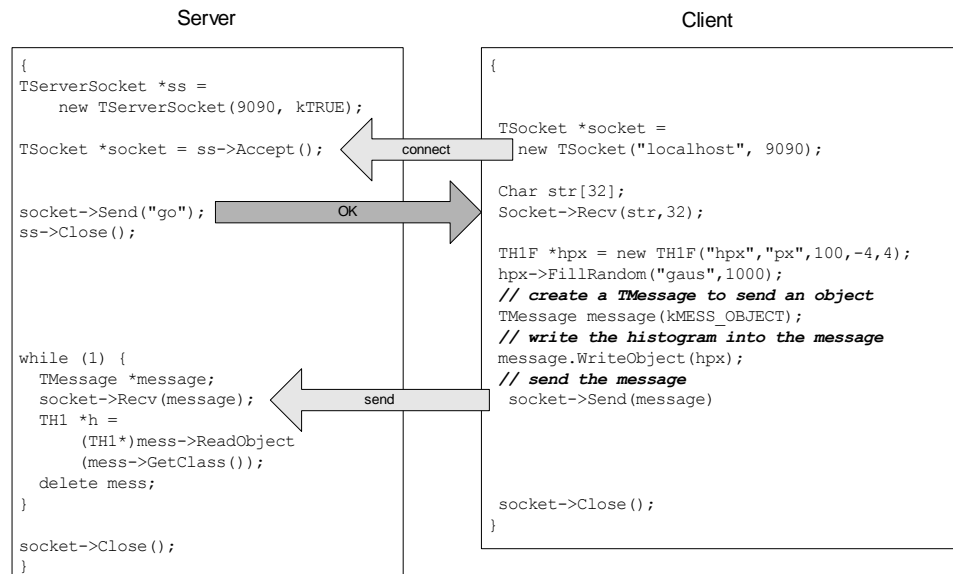 Server
{
TServerSocket *ss =
new TServerSocket(9090, kTRUE);
TSocket *socket = ss->Accept();
socket->Send("go");
ss->Close();
while (1) {
TMessage *message;
socket->Recv(message);
TH1 *h =
(TH1*)mess->ReadObject
(mess->GetClass());
delete mess;
}
socket->Close();
}
connect
OK
send
Client
{
TSocket *socket =
new TSocket("localhost", 9090);
Char str[32];
Socket->Recv(str,32);
TH1F *hpx = new TH1F("hpx","px",100,-4,4);
hpx->FillRandom("gaus",1000);
// create a TMessage to send an object
TMessage message(kMESS_OBJECT);
// write the histogram into the message
message.WriteObject(hpx);
// send the message
socket->Send(message)
socket->Close();
}